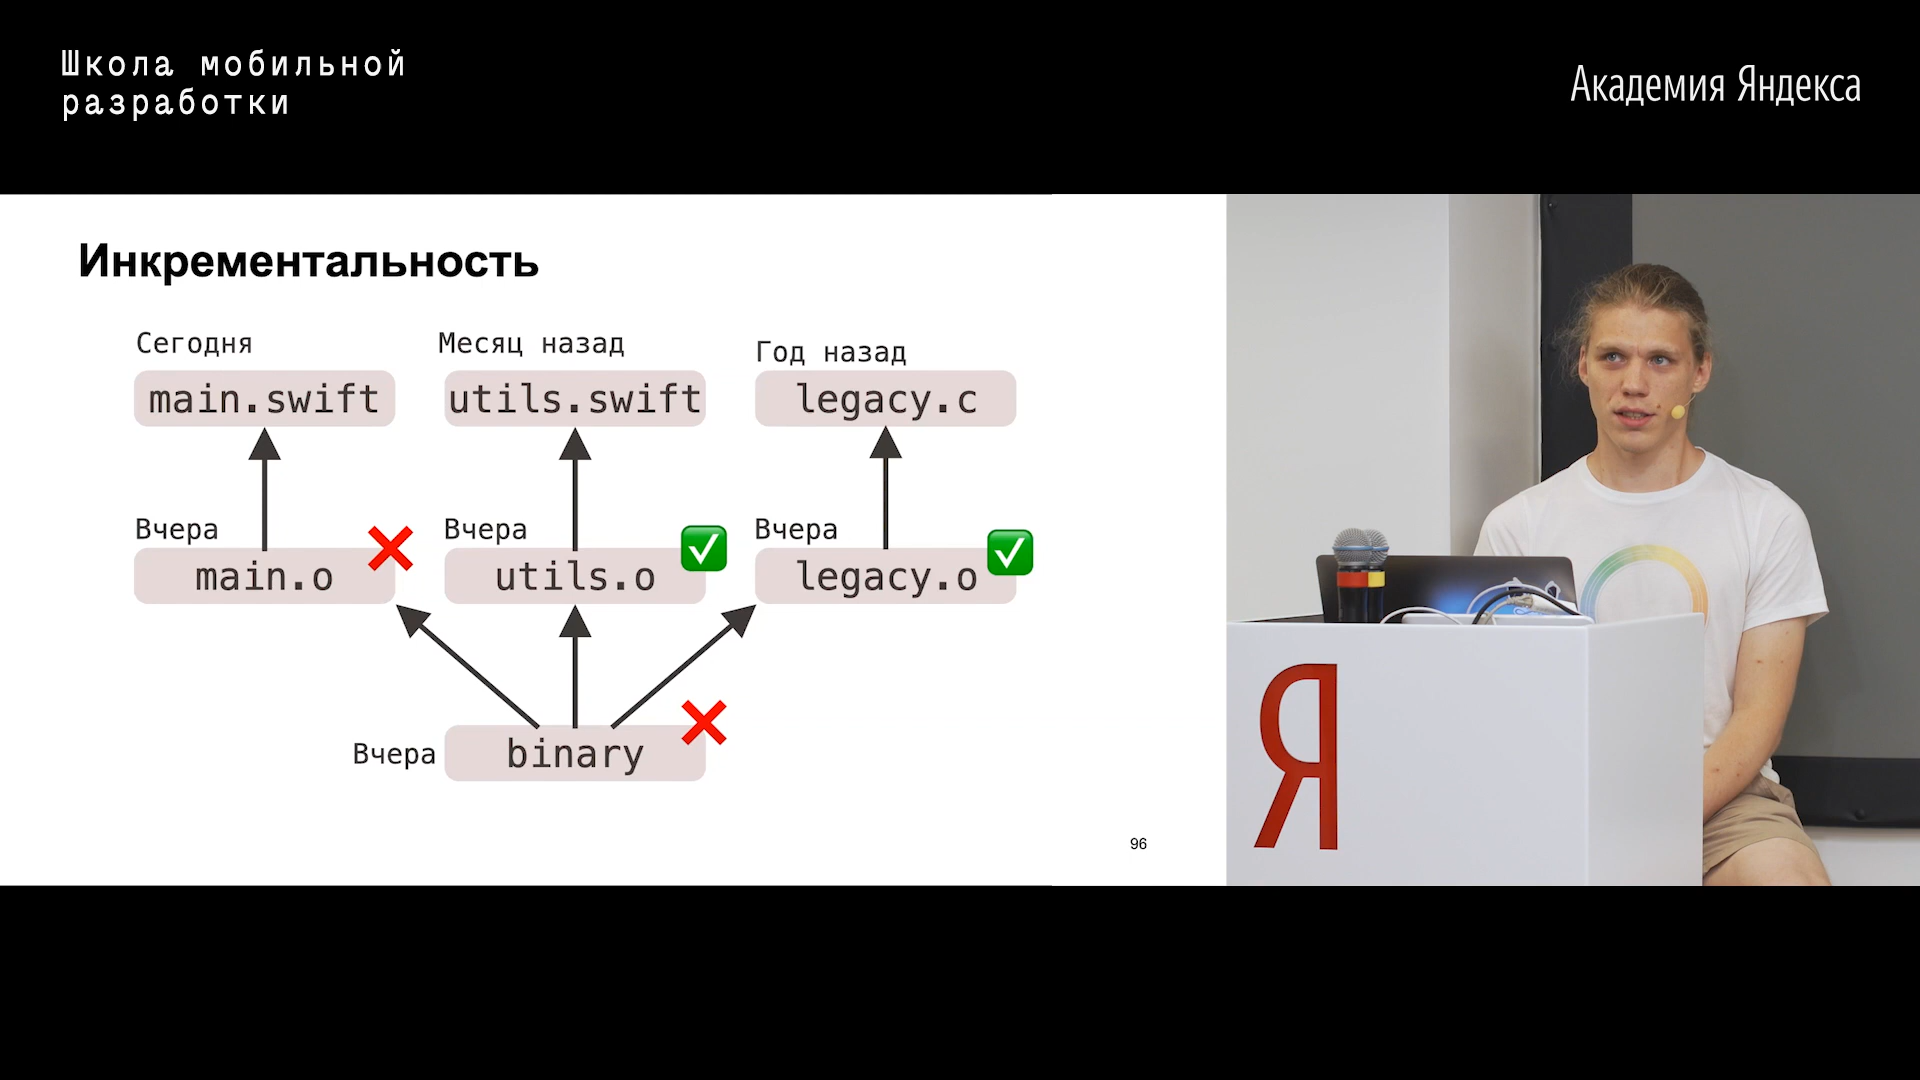 Школа мобильной
разработки
Академия Яндекса
Инкрементальность
Сегодня
Месяц назад
Год назад
main.swift
utils.swift
legacy.c
Вчера
Вчера
Вчера
main.o
utils.o
legacy.o
Вчера
binary
96
Я